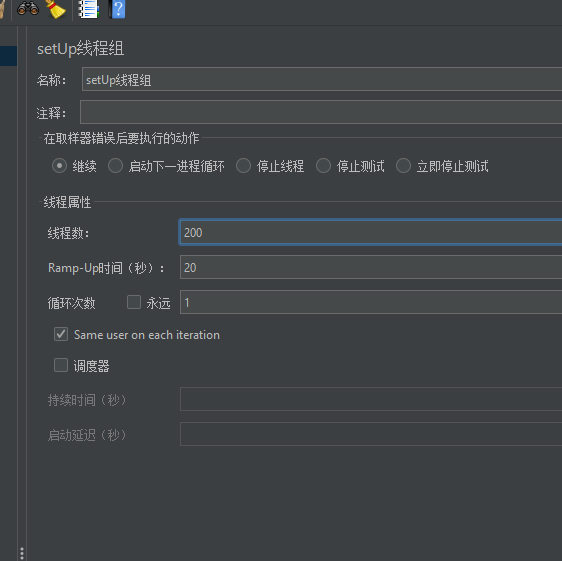 setUp线程组
名称： setUp线程组
注释：
在取样器错误后要执行的动作
继续 启动下一进程循环 停止线程 停止测试 立即停止测试
线程属性
线程数： 200
Ramp-Up时间（秒）： 20
循环次数 永远 1
Same user on each iteration
调度器
持续时间（秒）
启动延迟（秒）